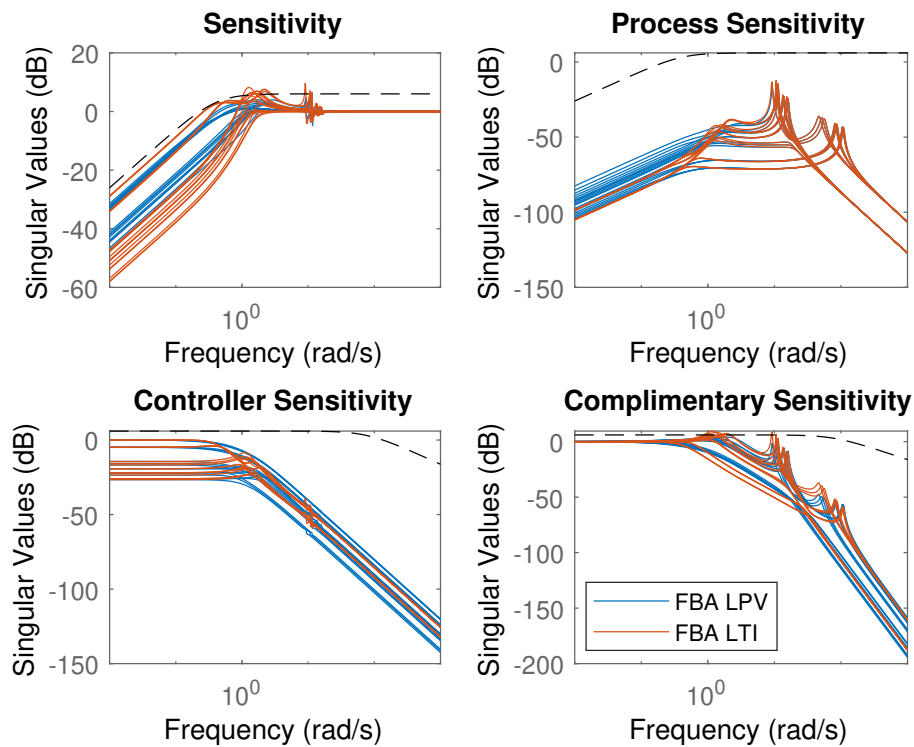 Sensitivity
Singular Values (dB)
20
0
-20
-40
-60
10^0
Frequency (rad/s)
Process Sensitivity
Singular Values (dB)
0
-50
-100
-150
10^0
Frequency (rad/s)
Controller Sensitivity
Singular Values (dB)
0
-50
-100
-150
10^0
Frequency (rad/s)
Complimentary Sensitivity
Singular Values (dB)
0
-50
-100
-150
-200
FBA LPV
FBA LTI
10^0
Frequency (rad/s)